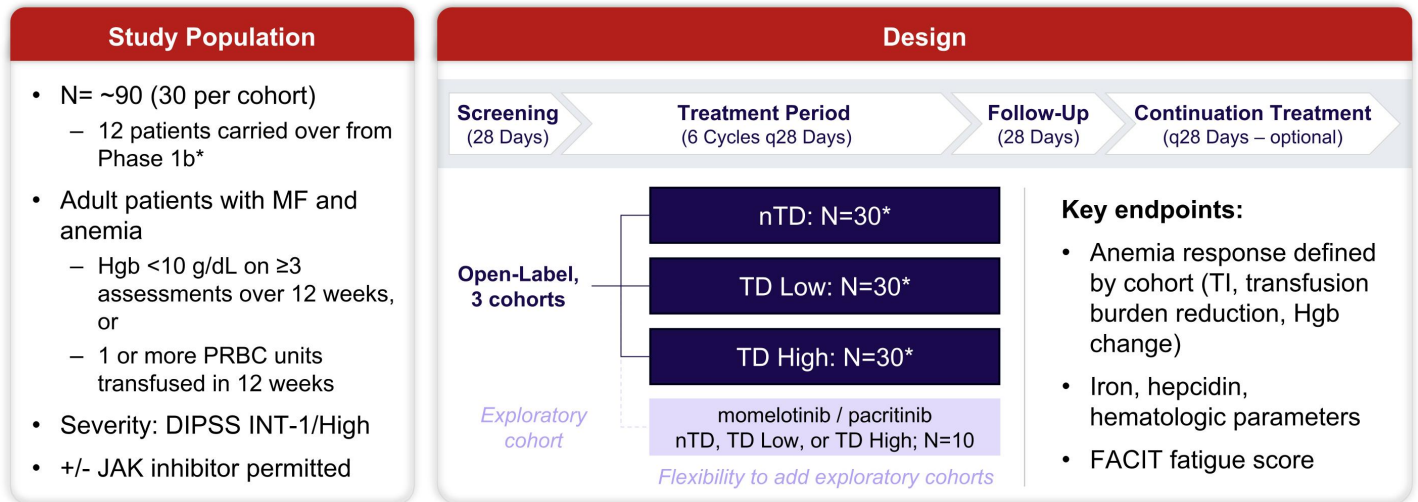 Study Population
• N= ~90 (30 per cohort)
– 12 patients carried over from
Phase 1b*
• Adult patients with MF and
anemia
– Hgb <10 g/dL on ≥3
assessments over 12 weeks,
or
– 1 or more PRBC units
transfused in 12 weeks
• Severity: DIPSS INT-1/High
• +/- JAK inhibitor permitted
Design
Screening
(28 Days)
Treatment Period
(6 Cycles q28 Days)
Follow-Up
(28 Days)
Continuation Treatment
(q28 Days – optional)
Open-Label,
3 cohorts
nTD: N=30*
TD Low: N=30*
TD High: N=30*
Exploratory
cohort
momelotinib / pacritinib
nTD, TD Low, or TD High; N=10
Flexibility to add exploratory cohorts
Key endpoints:
• Anemia response defined
by cohort (TI, transfusion
burden reduction, Hgb
change)
• Iron, hepcidin,
hematologic parameters
• FACIT fatigue score